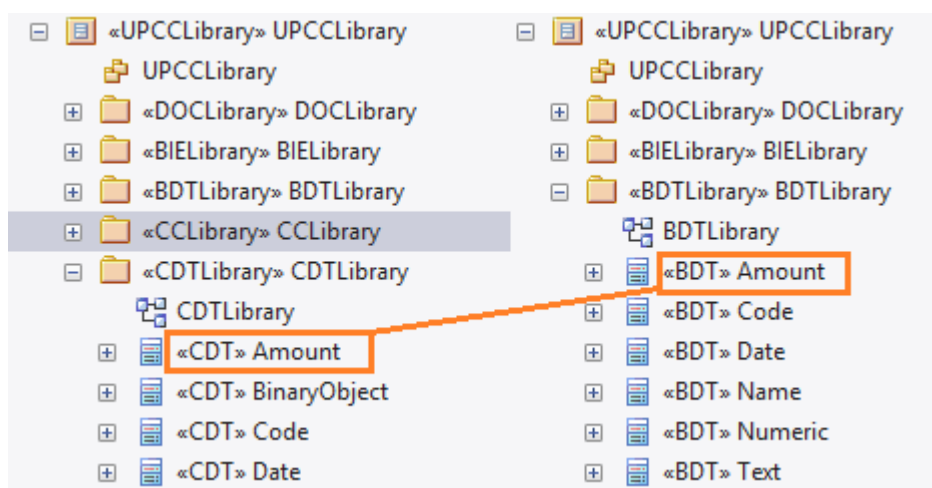 «UPCCLibrary» UPCCLibrary
UPCCLibrary
«DOCLibrary» DOCLibrary
«BIELibrary» BIELibrary
«BDTLibrary» BDTLibrary
«CCLibrary» CCLibrary
«CDTLibrary» CDTLibrary
CDTLibrary
«CDT» Amount
«CDT» BinaryObject
«CDT» Code
«CDT» Date
«UPCCLibrary» UPCCLibrary
UPCCLibrary
«DOCLibrary» DOCLibrary
«BIELibrary» BIELibrary
«BDTLibrary» BDTLibrary
BDTLibrary
«BDT» Amount
«BDT» Code
«BDT» Date
«BDT» Name
«BDT» Numeric
«BDT» Text